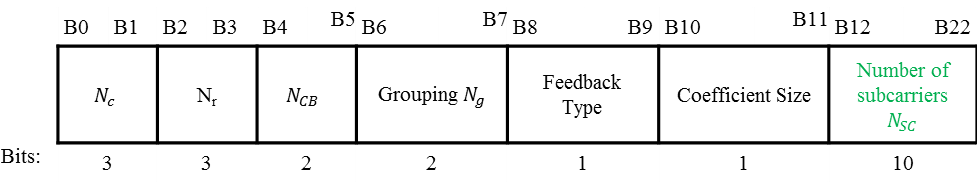 B0 B1 B2 B3 B4 B5 B6 B7 B8 B9 B10 B11 B12 B22
N_c
N_r
N_CB
Grouping N_g
Feedback
Type
Coefficient Size
Number of
subcarriers
N_SC
Bits: 3 3 2 2 1 1 10